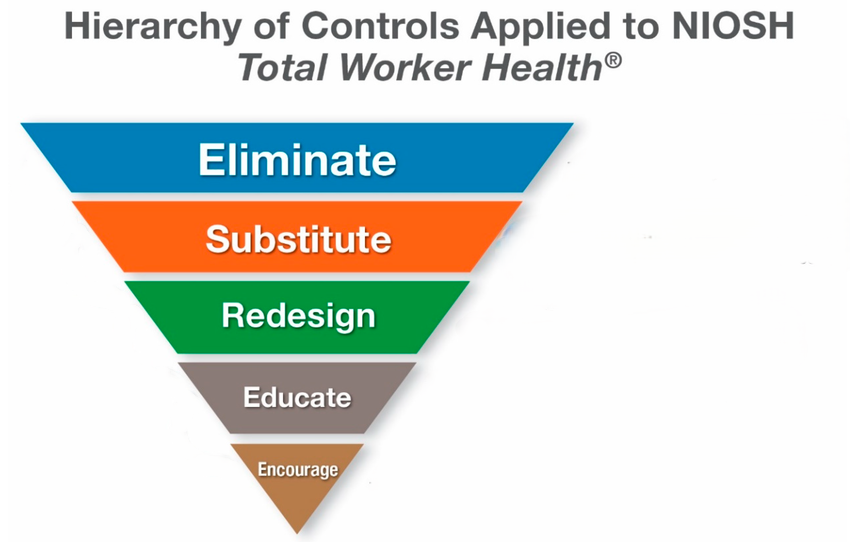 Hierarchy of Controls Applied to NIOSH
Total Worker Health®
Eliminate
Substitute
Redesign
Educate
Encourage